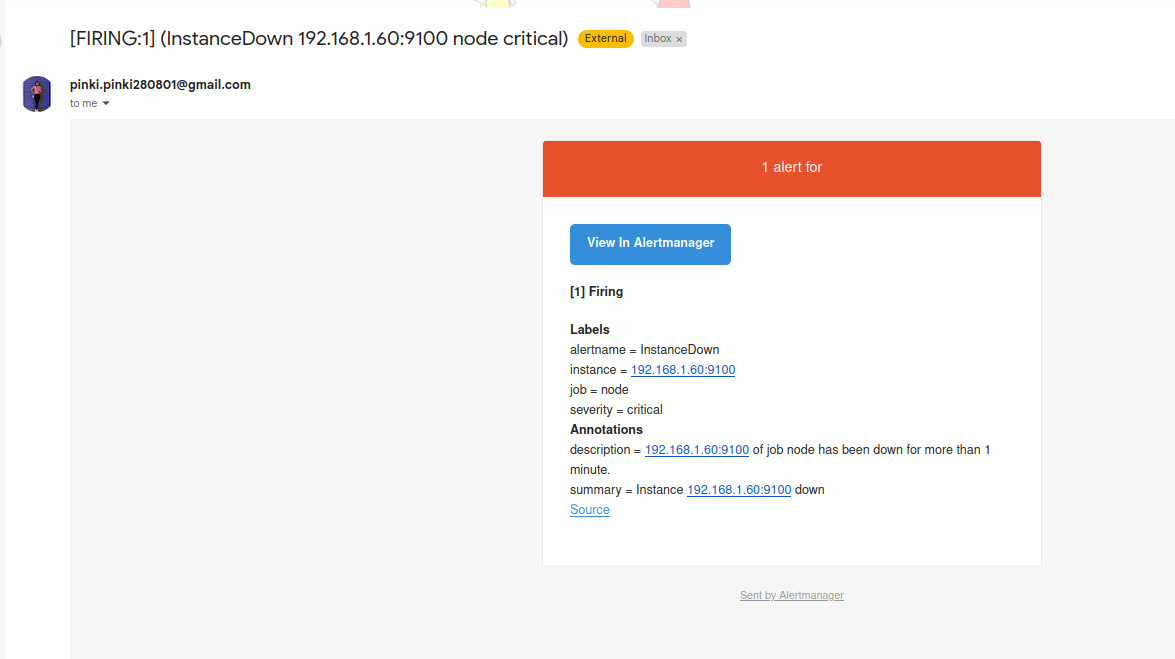 [FIRING:1] (InstanceDown 192.168.1.60:9100 node critical) External Inbox ×
pinki.pinki280801@gmail.com
to me
1 alert for
View In Alertmanager
[1] Firing
Labels
alertname = InstanceDown
instance = 192.168.1.60:9100
job = node
severity = critical
Annotations
description = 192.168.1.60:9100 of job node has been down for more than 1
minute.
summary = Instance 192.168.1.60:9100 down
Source
Sent by Alertmanager